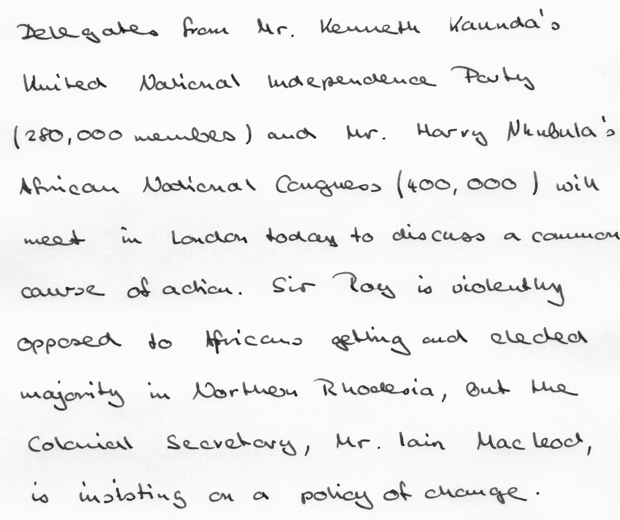 Delegates from Mr. Kenneth Kaunda's
United National Independence Party
(280,000 members) and Mr. Harry Nkubula's
African National Congress (400,000) will
meet in London today to discuss a common
course of action. Sir Roy is violently
opposed to Africans getting and elected
majority in Northern Rhodesia, but the
Colonial Secretary, Mr. Iain Macleod,
is insisting on a policy of change.